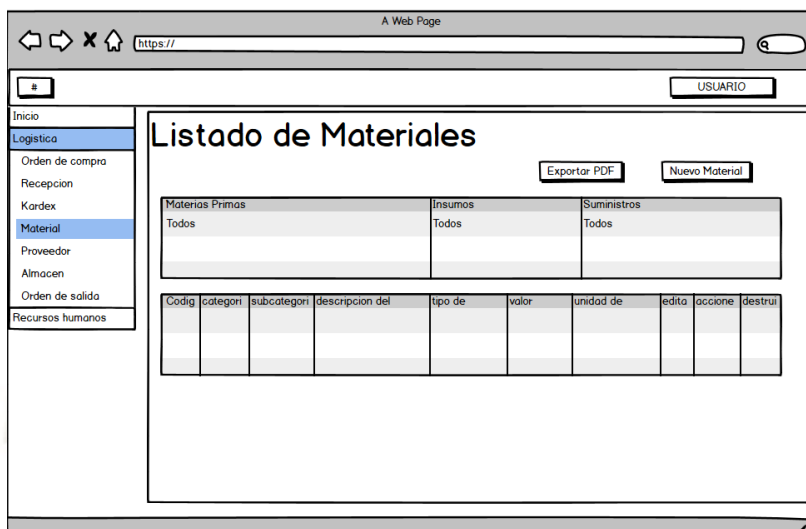 A Web Page
https://
#
USUARIO
Inicio
Logistica
Orden de compra
Recepcion
Kardex
Material
Proveedor
Almacen
Orden de salida
Recursos humanos
Listado de Materiales
Exportar PDF
Nuevo Material
Materias Primas Insumos Suministros
Todos Todos Todos
Codig categori subcategori descripcion del tipo de valor unidad de edita accione destrui